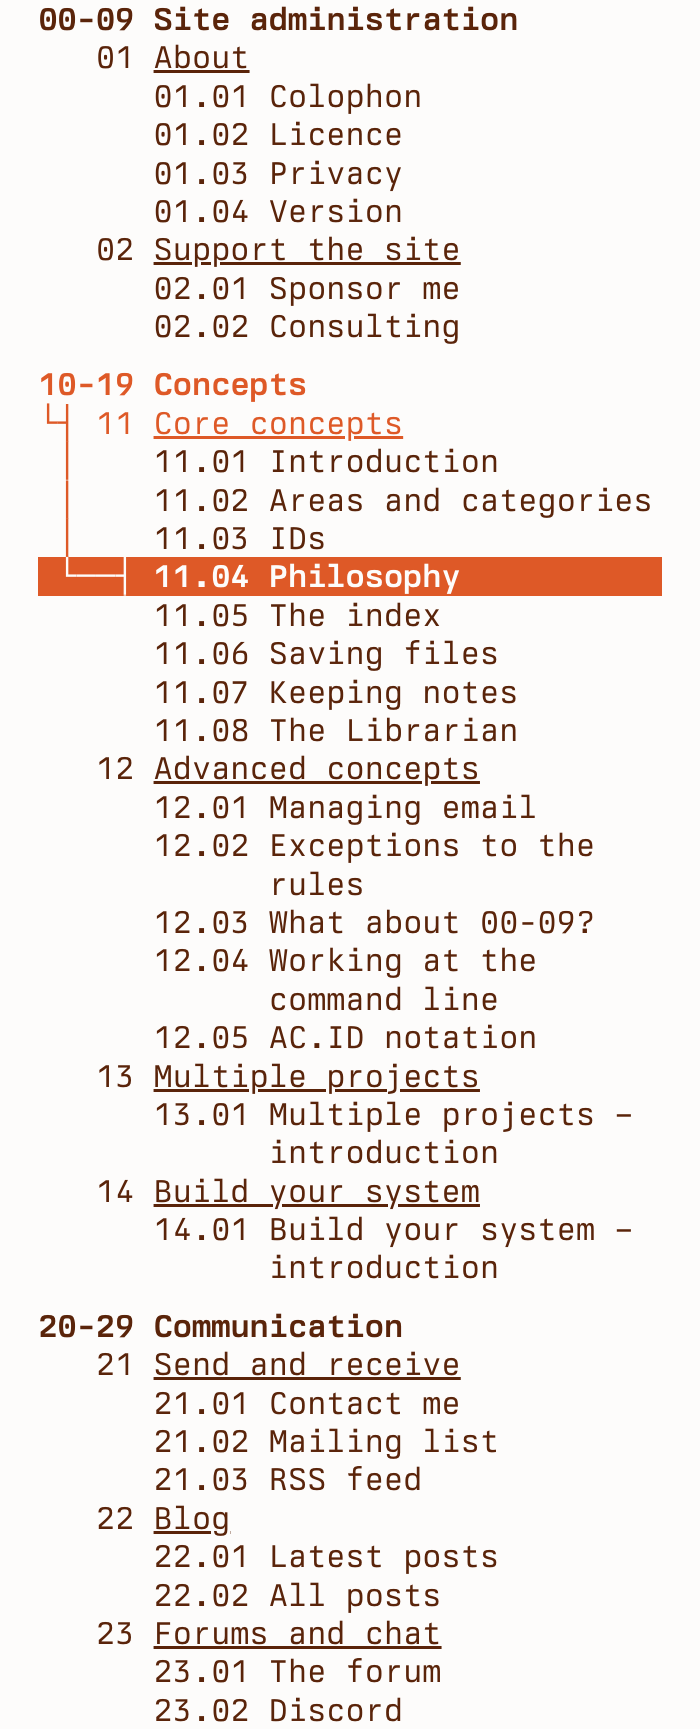 00-09 Site administration
01 About
01.01 Colophon
01.02 Licence
01.03 Privacy
01.04 Version
02 Support the site
02.01 Sponsor me
02.02 Consulting
10-19 Concepts
11 Core concepts
11.01 Introduction
11.02 Areas and categories
11.03 IDs
11.04 Philosophy
11.05 The index
11.06 Saving files
11.07 Keeping notes
11.08 The Librarian
12 Advanced concepts
12.01 Managing email
12.02 Exceptions to the
rules
12.03 What about 00-09?
12.04 Working at the
command line
12.05 AC.ID notation
13 Multiple projects
13.01 Multiple projects –
introduction
14 Build your system
14.01 Build your system –
introduction
20-29 Communication
21 Send and receive
21.01 Contact me
21.02 Mailing list
21.03 RSS feed
22 Blog
22.01 Latest posts
22.02 All posts
23 Forums and chat
23.01 The forum
23.02 Discord